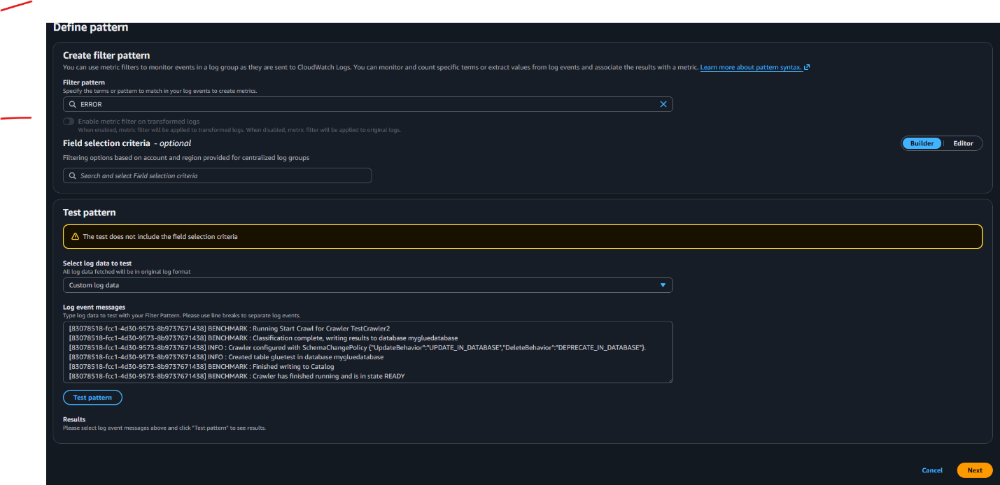 Define pattern
Create filter pattern
You can use metric filters to monitor events in a log group as they are sent to CloudWatch Logs. You can monitor and count specific terms or extract values from log events and associate the results with a metric. Learn more about pattern syntax.
Filter pattern
Specify the terms or pattern to match in your log events to create metrics.
ERROR
Enable metric filter on transformed logs
When enabled, metric filter will be applied to transformed logs. When disabled, metric filter will be applied to original logs.
Field selection criteria - optional
Builder Editor
Filtering options based on account and region provided for centralized log groups
Search and select Field selection criteria
Test pattern
The test does not include the field selection criteria
Select log data to test
All log data fetched will be in original log format
Custom log data
Log event messages
Type log data to test with your Filter Pattern. Please use line breaks to separate log events.
[83078518-fcc1-4d30-9573-8b9737671438] BENCHMARK : Running Start Crawl for Crawler TestCrawler2
[83078518-fcc1-4d30-9573-8b9737671438] BENCHMARK : Classification complete, writing results to database mygluedatabase
[83078518-fcc1-4d30-9573-8b9737671438] INFO : Crawler configured with SchemaChangePolicy {"UpdateBehavior":"UPDATE_IN_DATABASE","DeleteBehavior":"DEPRECATE_IN_DATABASE"}.
[83078518-fcc1-4d30-9573-8b9737671438] INFO : Created table gluetest in database mygluedatabase
[83078518-fcc1-4d30-9573-8b9737671438] BENCHMARK : Finished writing to Catalog
[83078518-fcc1-4d30-9573-8b9737671438] BENCHMARK : Crawler has finished running and is in state READY
Test pattern
Results
Please select log event messages above and click "Test pattern" to see results.
Cancel Next